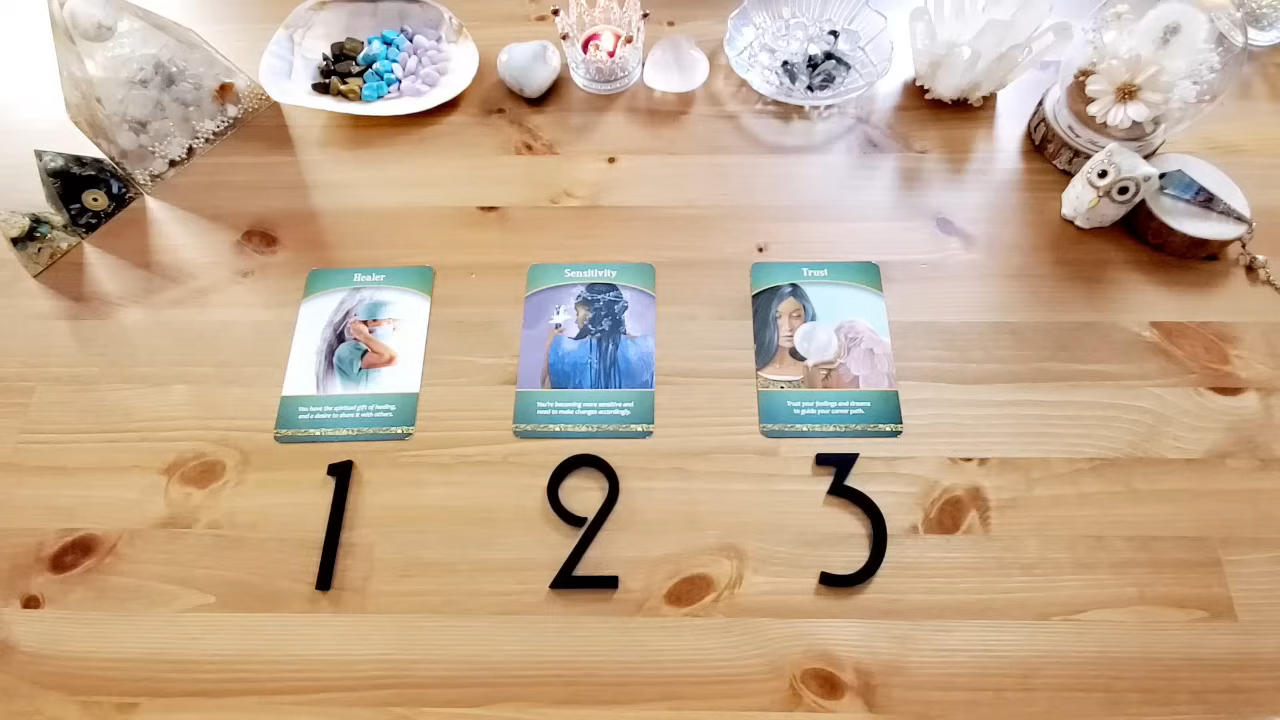 Healer
You have the spiritual gift of healing,
and a desire to share it with others.
Sensitivity
You're becoming more sensitive and
need to make changes accordingly.
Trust
Trust your feelings and dreams
to guide your career path.
1
2
3